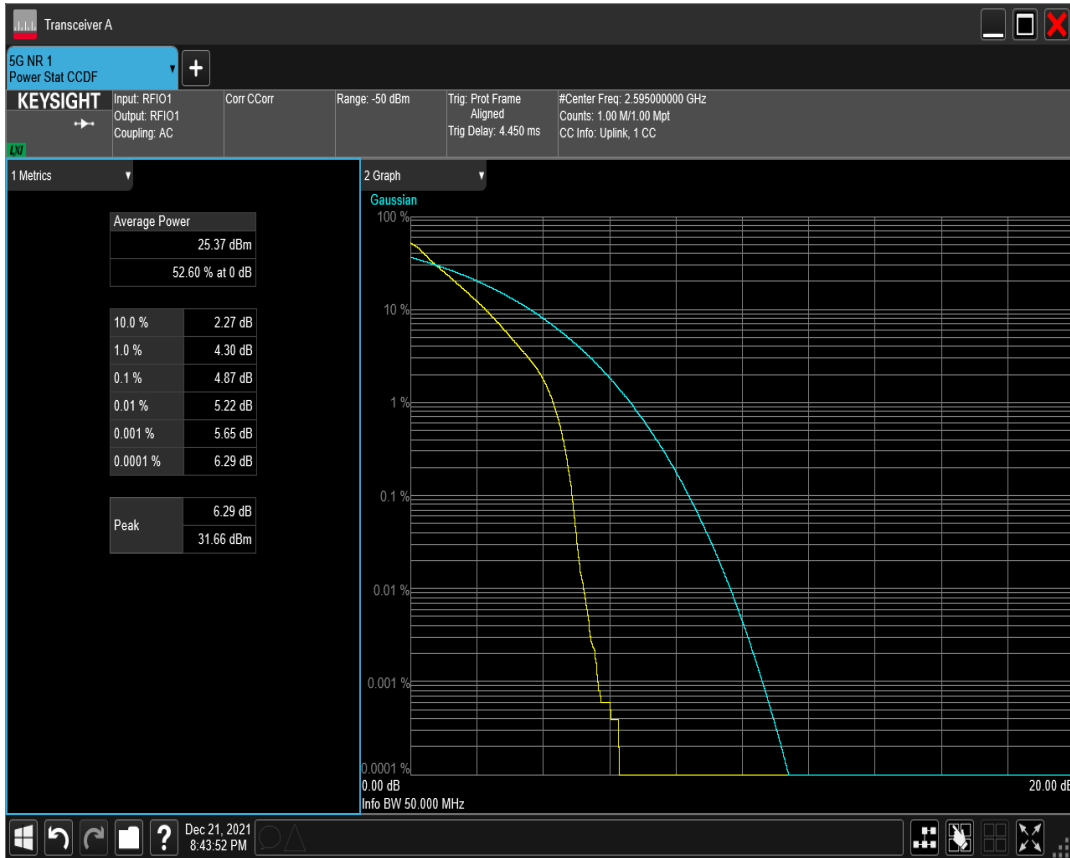 Transceiver A
5G NR 1
Power Stat CCDF
KEYSIGHT
LXI
Input: RFIO1
Output: RFIO1
Coupling: AC
Corr CCorr
Range: -50 dBm
Trig: Prot Frame
Aligned
Trig Delay: 4.450 ms
#Center Freq: 2.595000000 GHz
Counts: 1.00 M/1.00 Mpt
CC Info: Uplink, 1 CC
1 Metrics
Average Power
25.37 dBm
52.60 % at 0 dB
10.0 % 2.27 dB
1.0 % 4.30 dB
0.1 % 4.87 dB
0.01 % 5.22 dB
0.001 % 5.65 dB
0.0001 % 6.29 dB
Peak 6.29 dB
31.66 dBm
2 Graph
Gaussian
100 %
10 %
1 %
0.1 %
0.01 %
0.001 %
0.0001 %
0.00 dB 20.00 dB
Info BW 50.000 MHz
Dec 21, 2021
8:43:52 PM